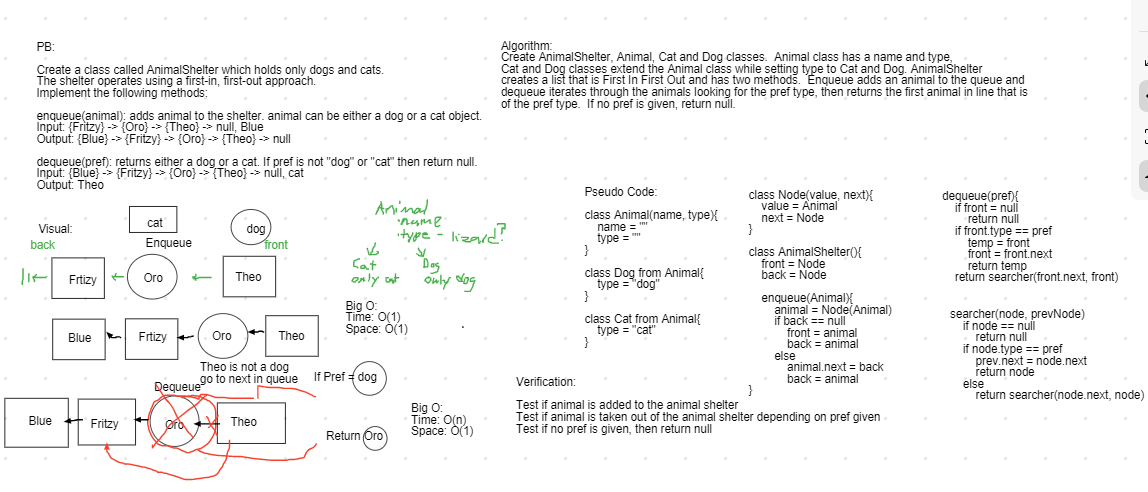 PB:
Create a class called AnimalShelter which holds only dogs and cats.
The shelter operates using a first-in, first-out approach.
Implement the following methods:
enqueue(animal): adds animal to the shelter. animal can be either a dog or a cat object.
Input: {Fritzy} -> {Oro} -> {Theo} -> null, Blue
Output: {Blue} -> {Fritzy} -> {Oro} -> {Theo} -> null
dequeue(pref): returns either a dog or a cat. If pref is not "dog" or "cat" then return null.
Input: {Blue} -> {Fritzy} -> {Oro} -> {Theo} -> null, cat
Output: Theo
Visual:
cat
dog
back
Enqueue
front
Frtizy
Oro
Theo
Animal
name
type - lizard?
Cat
only cat
Dog
only dog
Big O:
Time: O(1)
Space: O(1)
Blue
Frtizy
Oro
Theo
Theo is not a dog
go to next in queue
If Pref = dog
Dequeue
Blue
Fritzy
Oro
Theo
Return Oro
Big O:
Time: O(n)
Space: O(1)
Algorithm:
Create AnimalShelter, Animal, Cat and Dog classes. Animal class has a name and type,
Cat and Dog classes extend the Animal class while setting type to Cat and Dog. AnimalShelter
creates a list that is First In First Out and has two methods. Enqueue adds an animal to the queue and
dequeue iterates through the animals looking for the pref type, then returns the first animal in line that is
of the pref type. If no pref is given, return null.
Pseudo Code:
class Animal(name, type){
name = ""
type = ""
}
class Dog from Animal{
type = "dog"
}
class Cat from Animal{
type = "cat"
}
class Node(value, next){
value = Animal
next = Node
}
class AnimalShelter(){
front = Node
back = Node
enqueue(Animal){
animal = Node(Animal)
if back == null
front = animal
back = animal
else
animal.next = back
back = animal
}
dequeue(pref){
if front = null
return null
if front.type == pref
temp = front
front = front.next
return temp
return searcher(front.next, front)
searcher(node, prevNode)
if node == null
return null
if node.type == pref
prev.next = node.next
return node
else
return searcher(node.next, node)
Verification:
Test if animal is added to the animal shelter
Test if animal is taken out of the animal shelter depending on pref given
Test if no pref is given, then return null